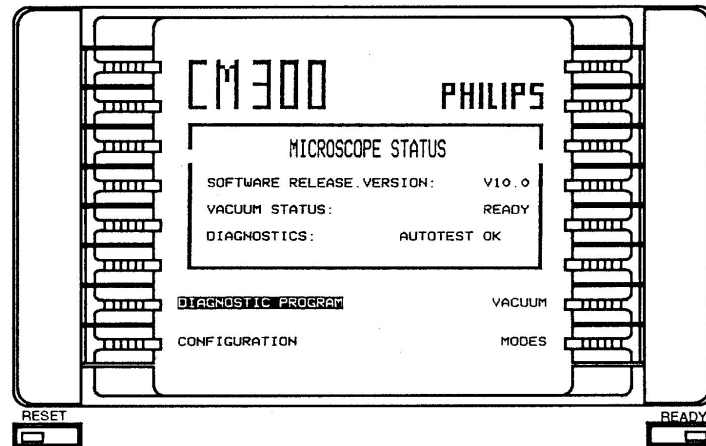 CM300 PHILIPS
MICROSCOPE STATUS
SOFTWARE RELEASE.VERSION: V10.0
VACUUM STATUS: READY
DIAGNOSTICS: AUTOTEST OK
DIAGNOSTIC PROGRAM VACUUM
CONFIGURATION MODES
RESET READY